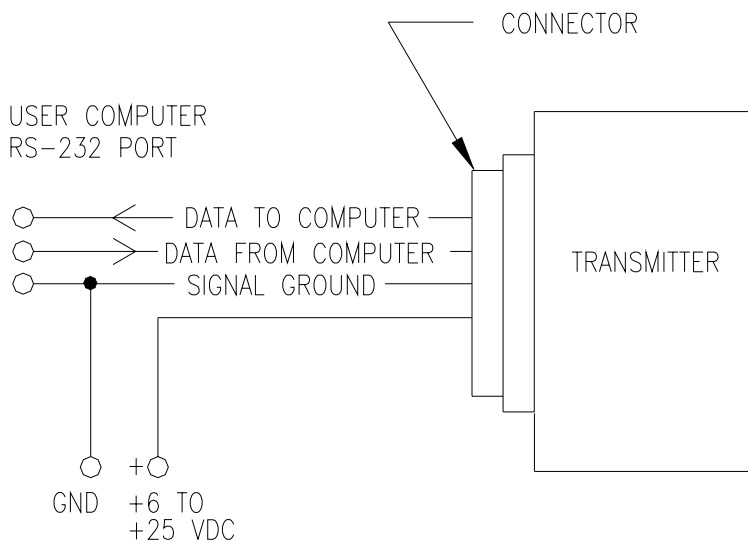 CONNECTOR
USER COMPUTER
RS-232 PORT
DATA TO COMPUTER
DATA FROM COMPUTER
SIGNAL GROUND
TRANSMITTER
+
GND
+6 TO
+25 VDC